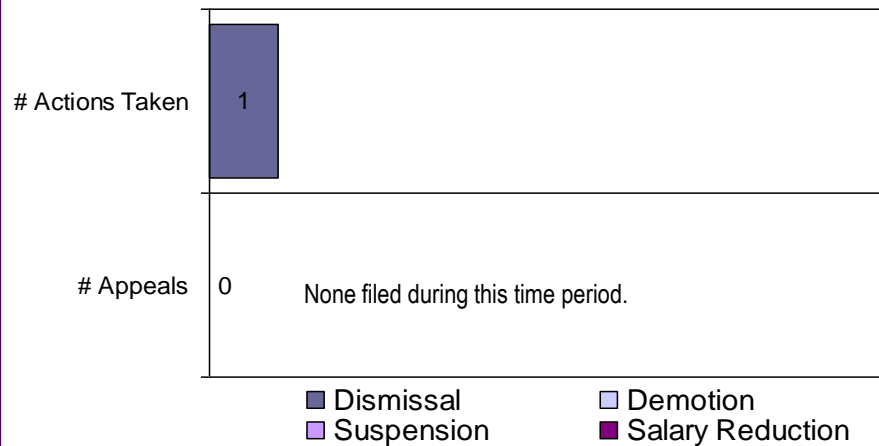 # Actions Taken
1
# Appeals
0
None filed during this time period.
Dismissal
Demotion
Suspension
Salary Reduction